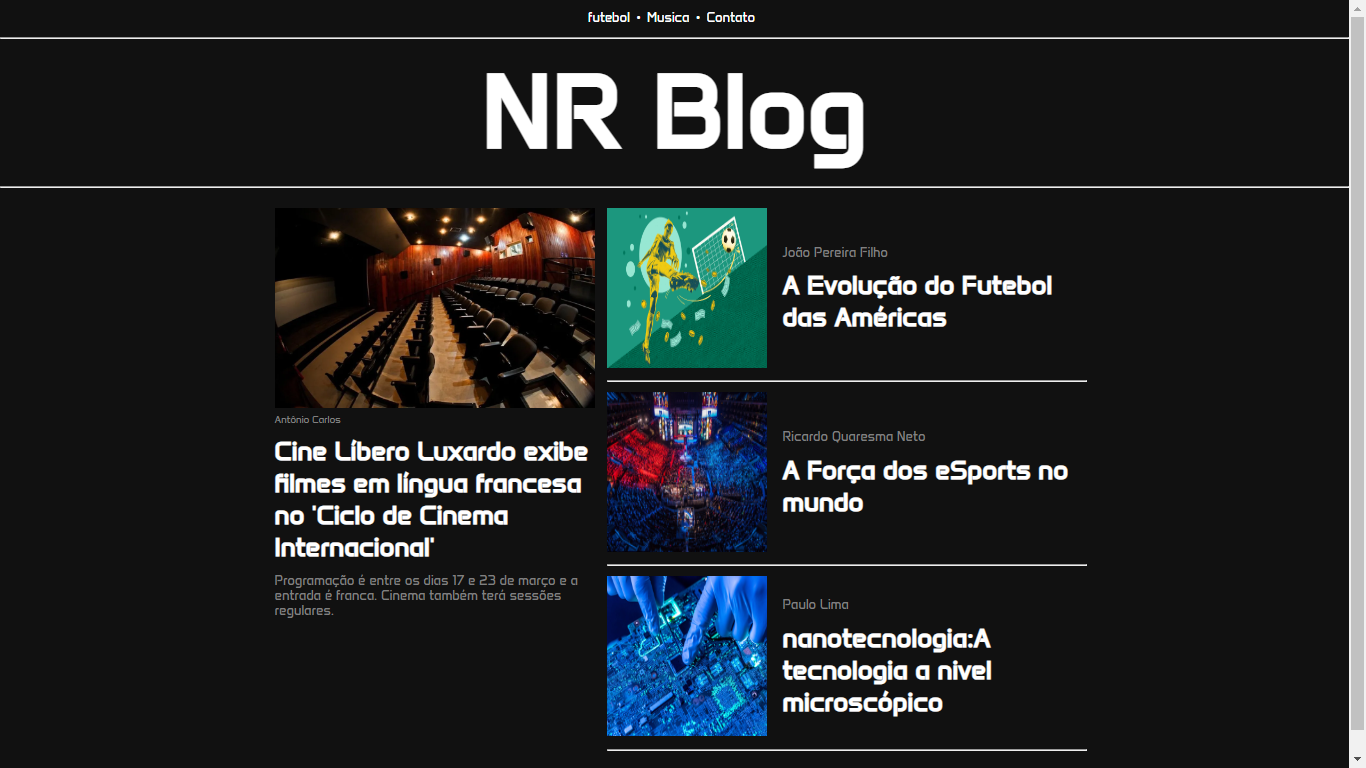 futebol • Musica • Contato
NR Blog
Antônio Carlos
Cine Líbero Luxardo exibe
filmes em língua francesa
no 'Ciclo de Cinema
Internacional'
Programação é entre os dias 17 e 23 de março e a
entrada é franca. Cinema também terá sessões
regulares.
João Pereira Filho
A Evolução do Futebol
das Américas
Ricardo Quaresma Neto
A Força dos eSports no
mundo
Paulo Lima
nanotecnologia:A
tecnologia a nivel
microscópico